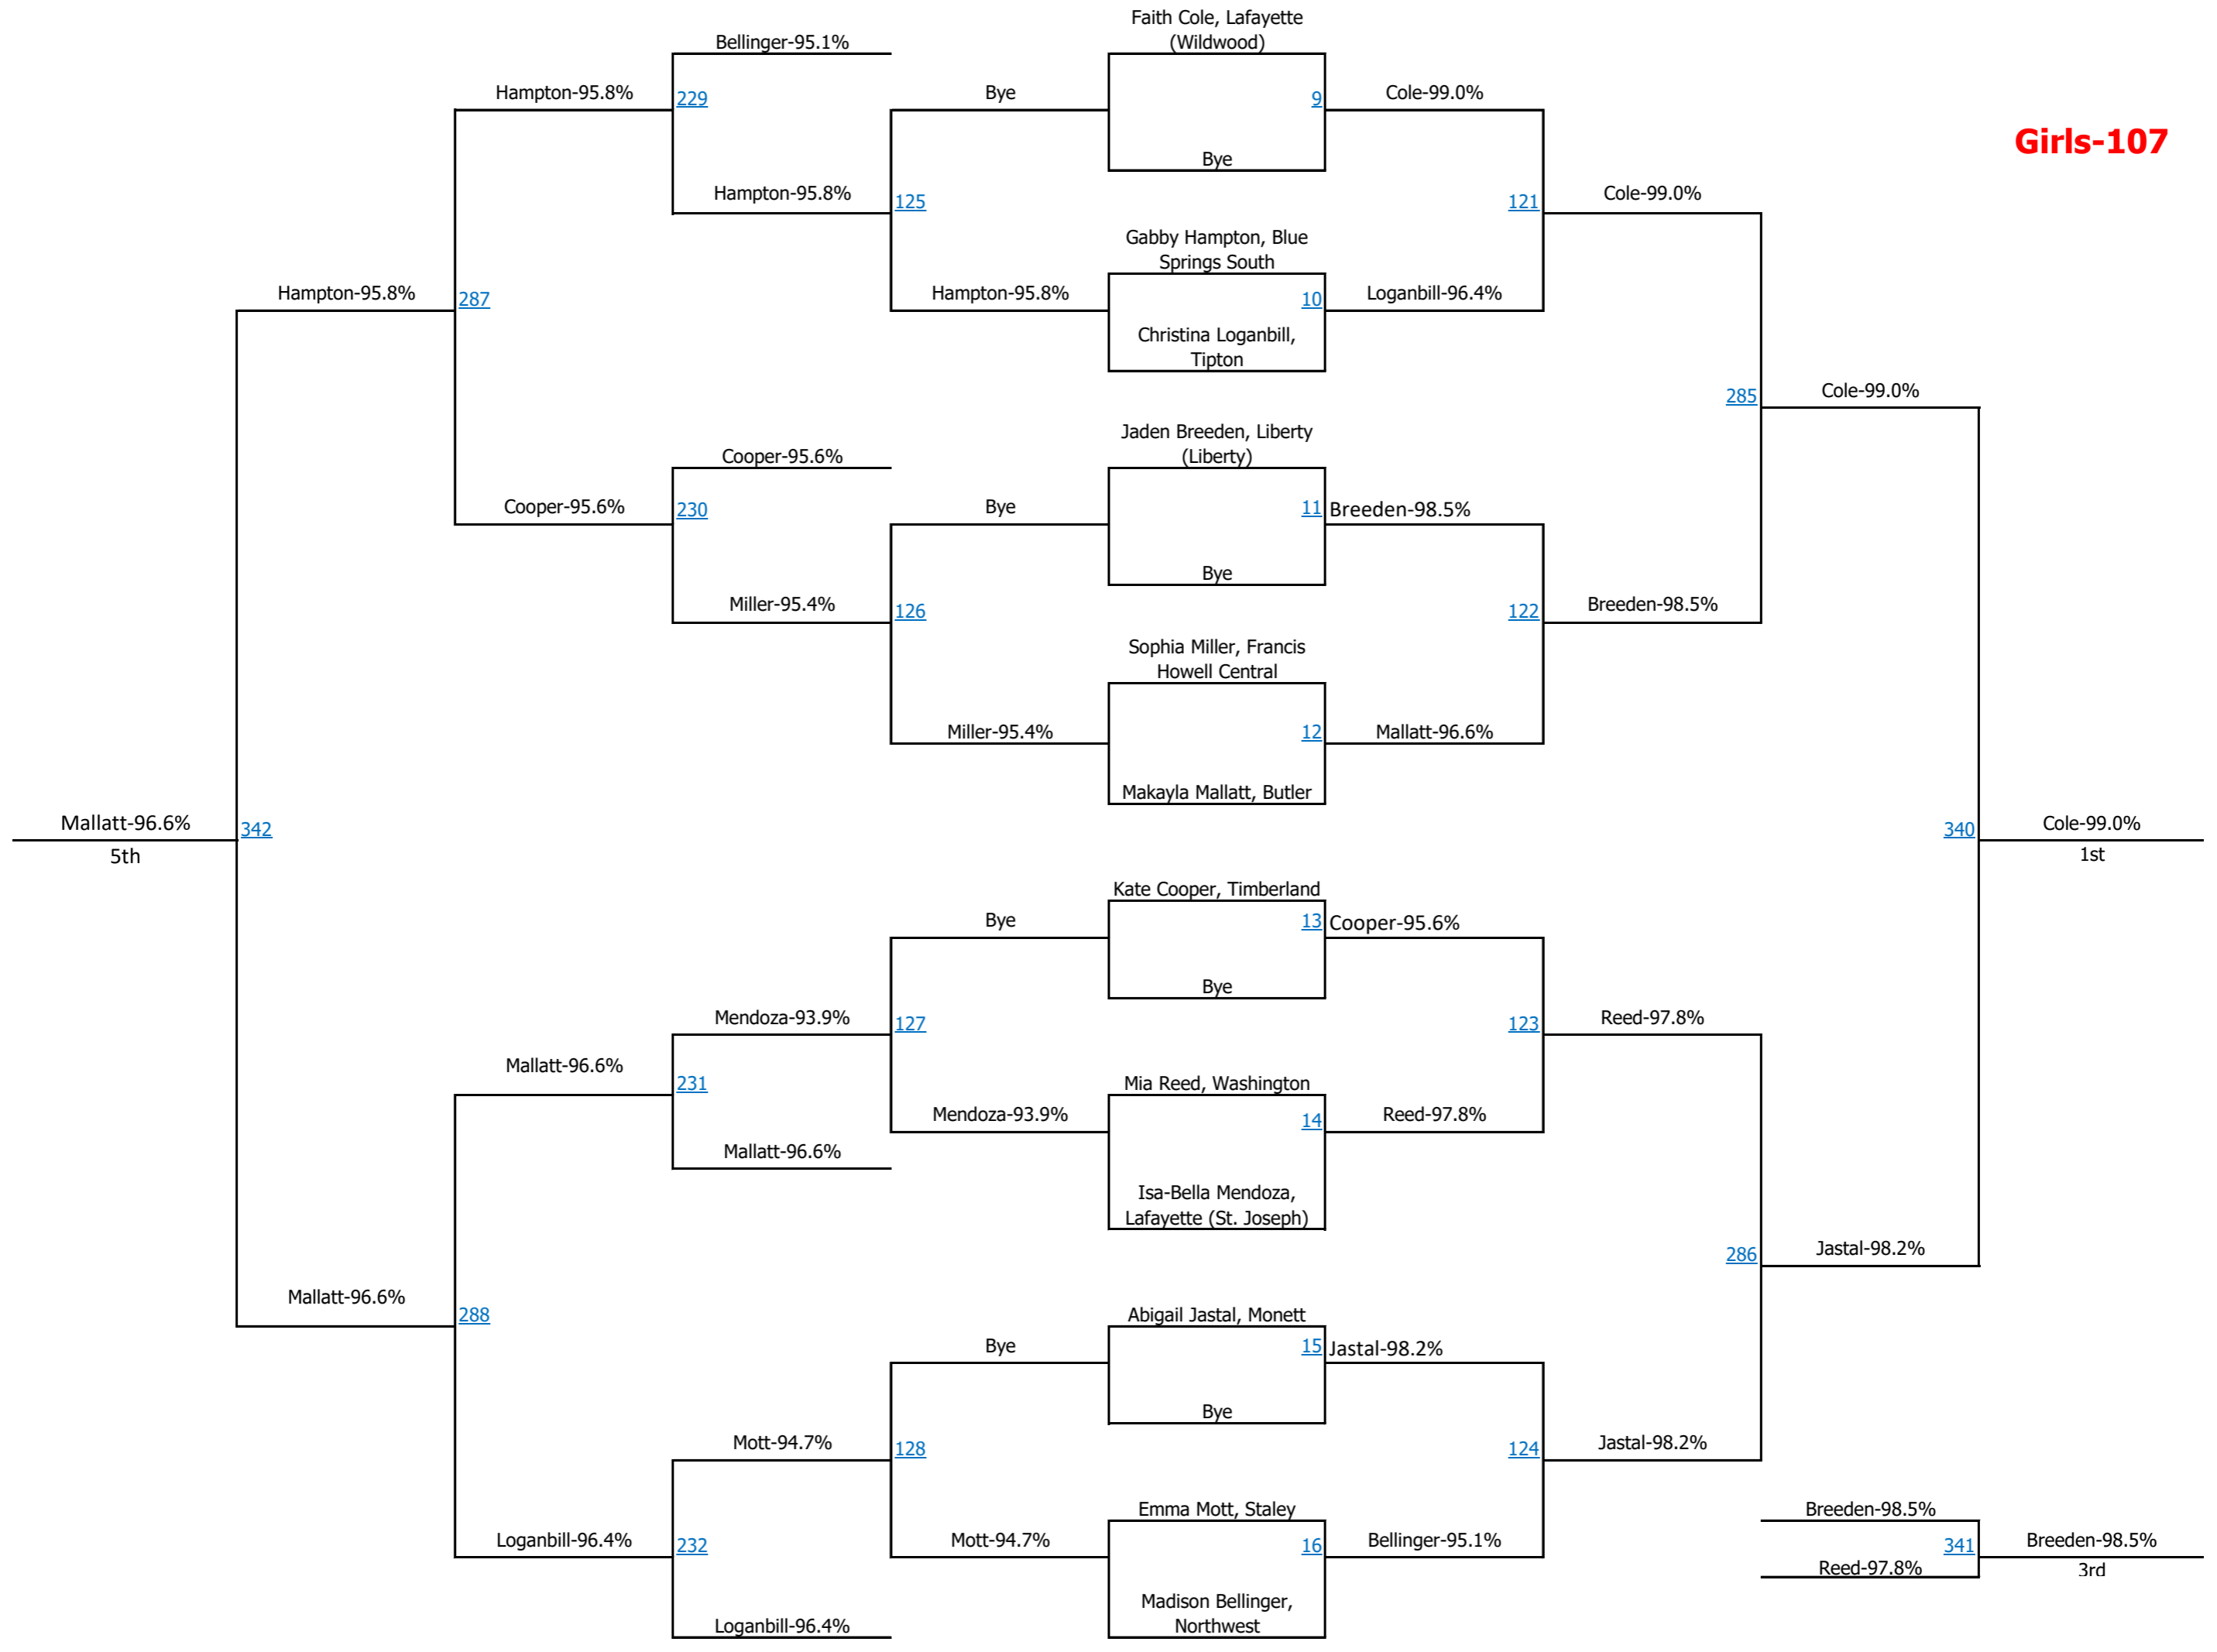 Faith Cole, Lafayette
(Wildwood)
Bellinger-95.1%
Hampton-95.8%
229
Bye
9
Cole-99.0%
Girls-107
Bye
Hampton-95.8%
125
121
Cole-99.0%
Gabby Hampton, Blue
Springs South
Hampton-95.8%
287
Hampton-95.8%
10
Loganbill-96.4%
Christina Loganbill,
Tipton
285
Cole-99.0%
Jaden Breeden, Liberty
(Liberty)
Cooper-95.6%
Cooper-95.6%
230
Bye
11
Breeden-98.5%
Bye
Miller-95.4%
126
122
Breeden-98.5%
Sophia Miller, Francis
Howell Central
Miller-95.4%
12
Mallatt-96.6%
Makayla Mallatt, Butler
Mallatt-96.6%
342
340
Cole-99.0%
5th
1st
Kate Cooper, Timberland
Bye
13
Cooper-95.6%
Bye
Mendoza-93.9%
127
123
Reed-97.8%
Mallatt-96.6%
231
Mia Reed, Washington
Mendoza-93.9%
14
Reed-97.8%
Mallatt-96.6%
Isa-Bella Mendoza,
Lafayette (St. Joseph)
286
Jastal-98.2%
Mallatt-96.6%
288
Abigail Jastal, Monett
Bye
15
Jastal-98.2%
Bye
Mott-94.7%
128
124
Jastal-98.2%
Emma Mott, Staley
Breeden-98.5%
Loganbill-96.4%
232
Mott-94.7%
16
Bellinger-95.1%
341
Breeden-98.5%
Reed-97.8%
3rd
Madison Bellinger,
Northwest
Loganbill-96.4%